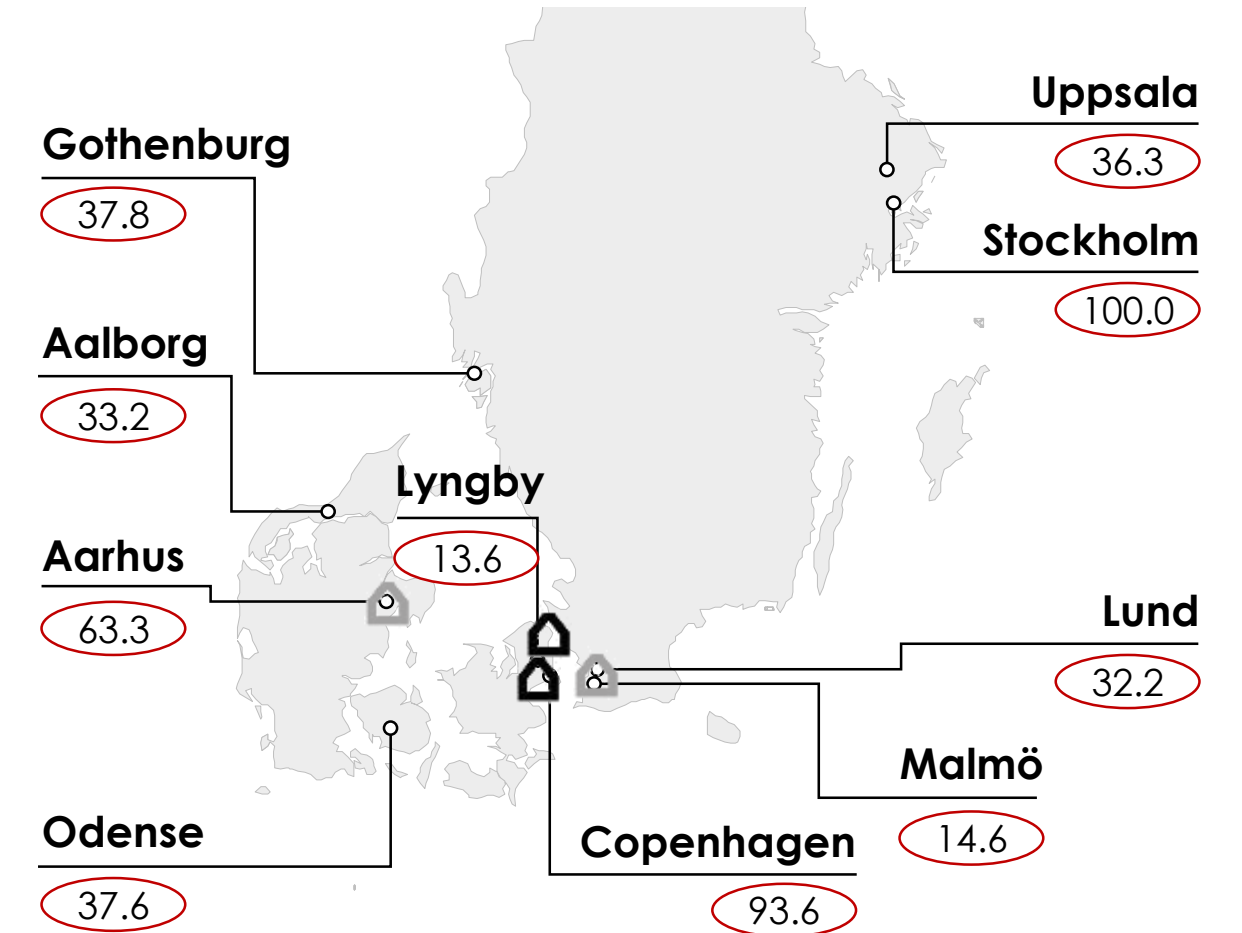 Uppsala
36.3
Gothenburg
37.8
Stockholm
100.0
Aalborg
33.2
Lyngby
13.6
Aarhus
63.3
Lund
32.2
Malmö
14.6
Odense
37.6
Copenhagen
93.6